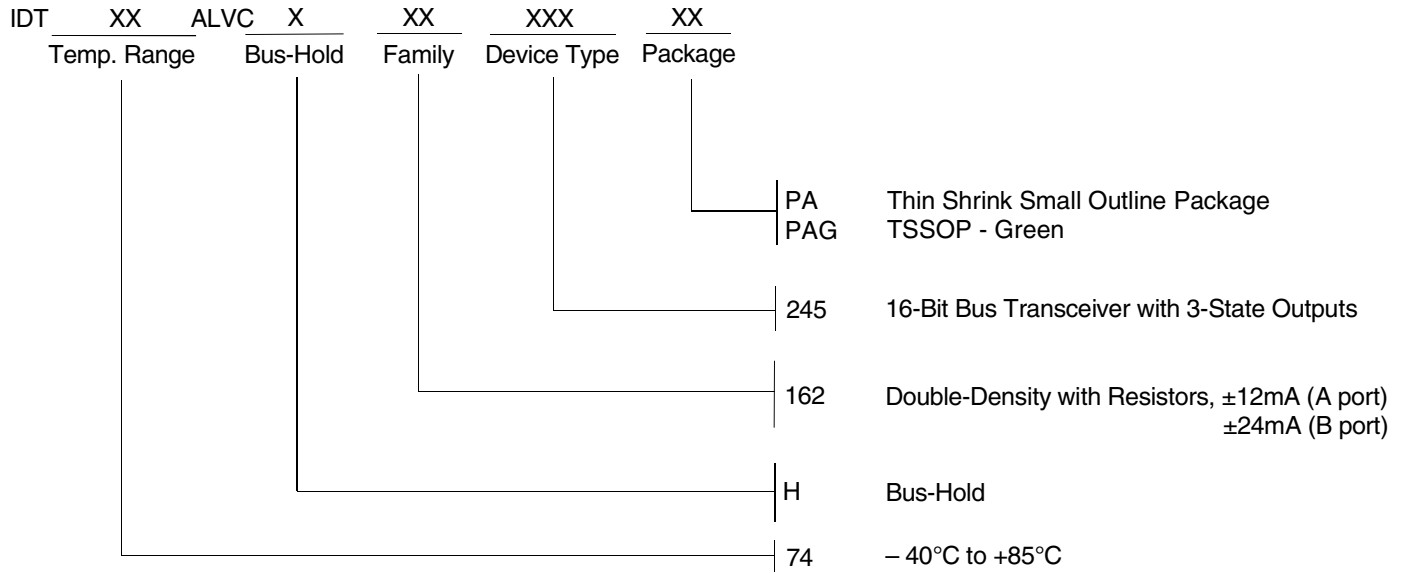 IDT XX ALVC X XX XXX XX
Temp. Range Bus-Hold Family Device Type Package
PA Thin Shrink Small Outline Package
PAG TSSOP - Green
245 16-Bit Bus Transceiver with 3-State Outputs
162 Double-Density with Resistors, ±12mA (A port)
±24mA (B port)
H Bus-Hold
74 – 40°C to +85°C